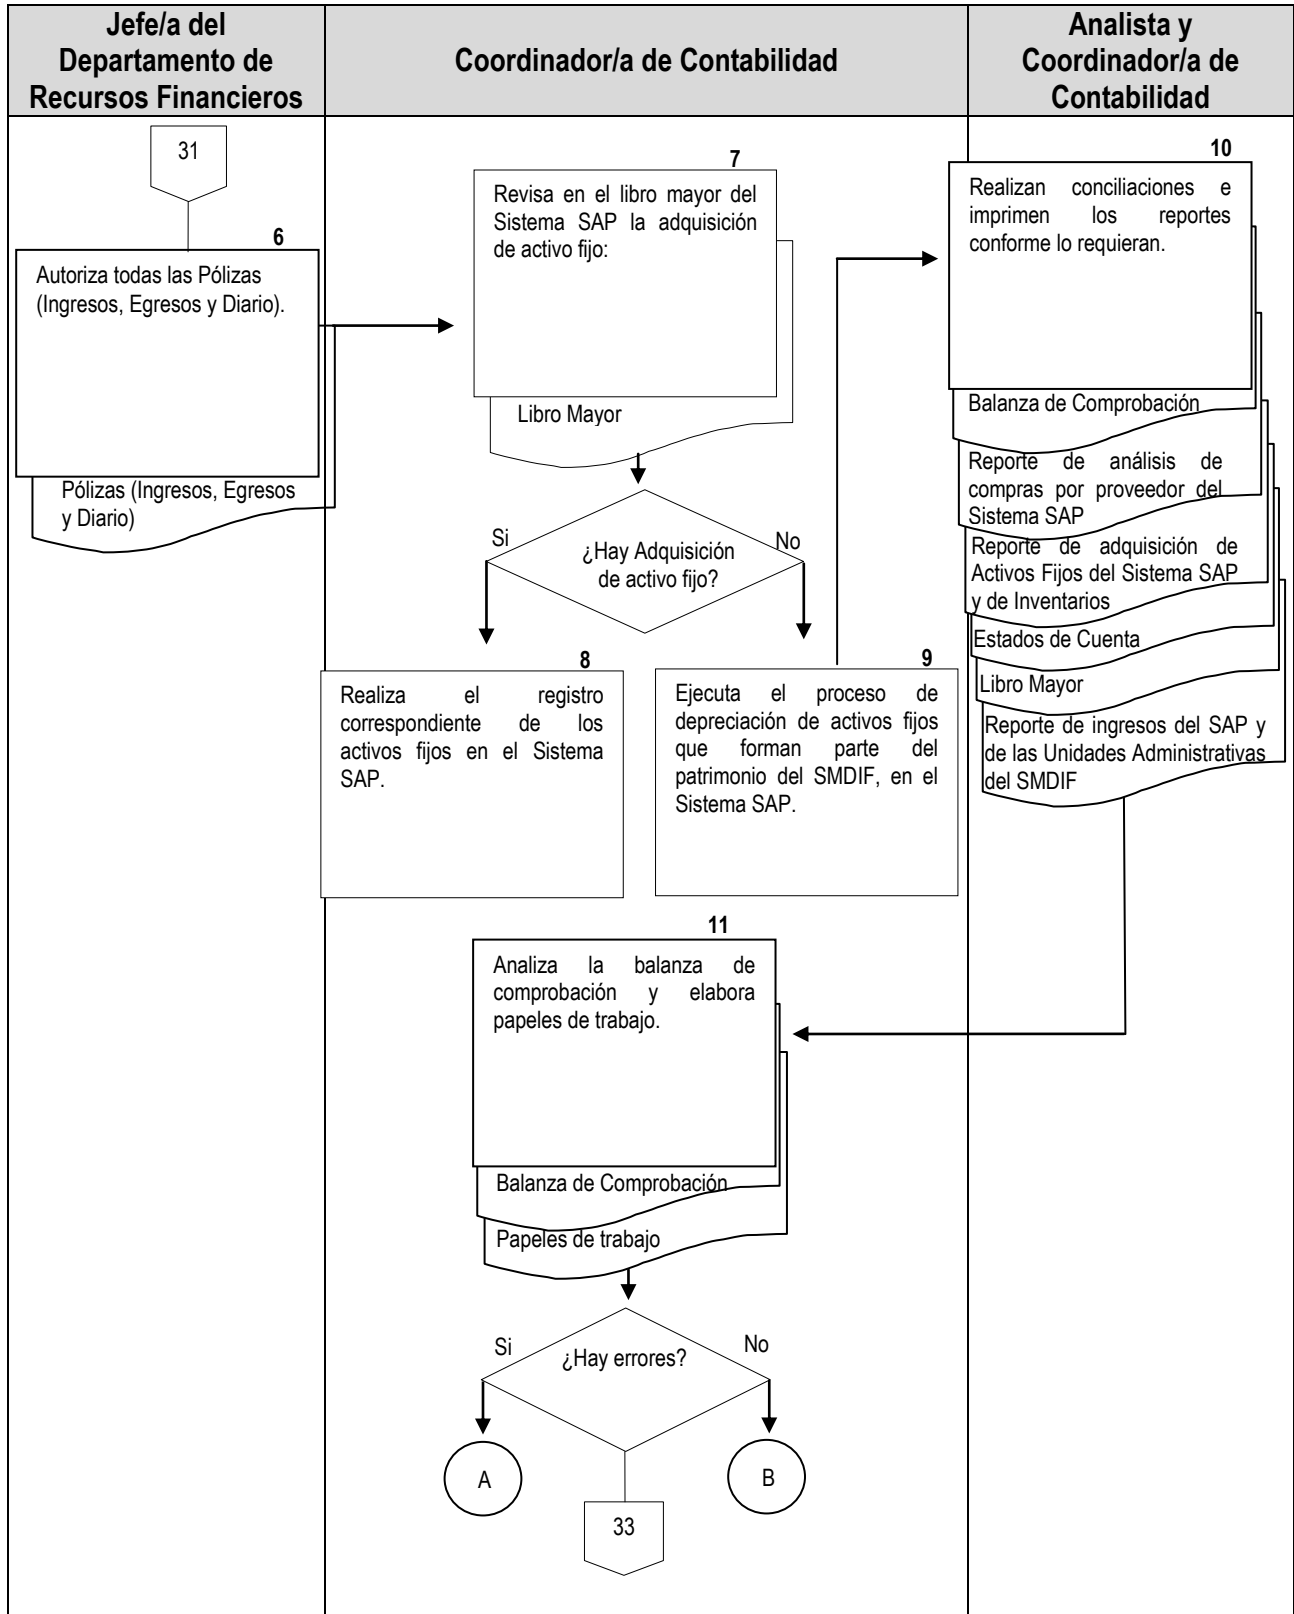 Jefe/a del
Departamento de
Recursos Financieros
Coordinador/a de Contabilidad
Analista y
Coordinador/a de
Contabilidad
31
6
Autoriza todas las Pólizas
(Ingresos, Egresos y Diario).
Pólizas (Ingresos, Egresos
y Diario)
7
Revisa en el libro mayor del
Sistema SAP la adquisición
de activo fijo:
Libro Mayor
¿Hay Adquisición
de activo fijo?
Si
No
8
Realiza el registro
correspondiente de los
activos fijos en el Sistema
SAP.
9
Ejecuta el proceso de
depreciación de activos fijos
que forman parte del
patrimonio del SMDIF, en el
Sistema SAP.
10
Realizan conciliaciones e
imprimen los reportes
conforme lo requieran.
Balanza de Comprobación
Reporte de análisis de
compras por proveedor del
Sistema SAP
Reporte de adquisición de
Activos Fijos del Sistema SAP
y de Inventarios
Estados de Cuenta
Libro Mayor
Reporte de ingresos del SAP y
de las Unidades Administrativas
del SMDIF
11
Analiza la balanza de
comprobación y elabora
papeles de trabajo.
Balanza de Comprobación
Papeles de trabajo
Si
¿Hay errores?
No
A
B
33